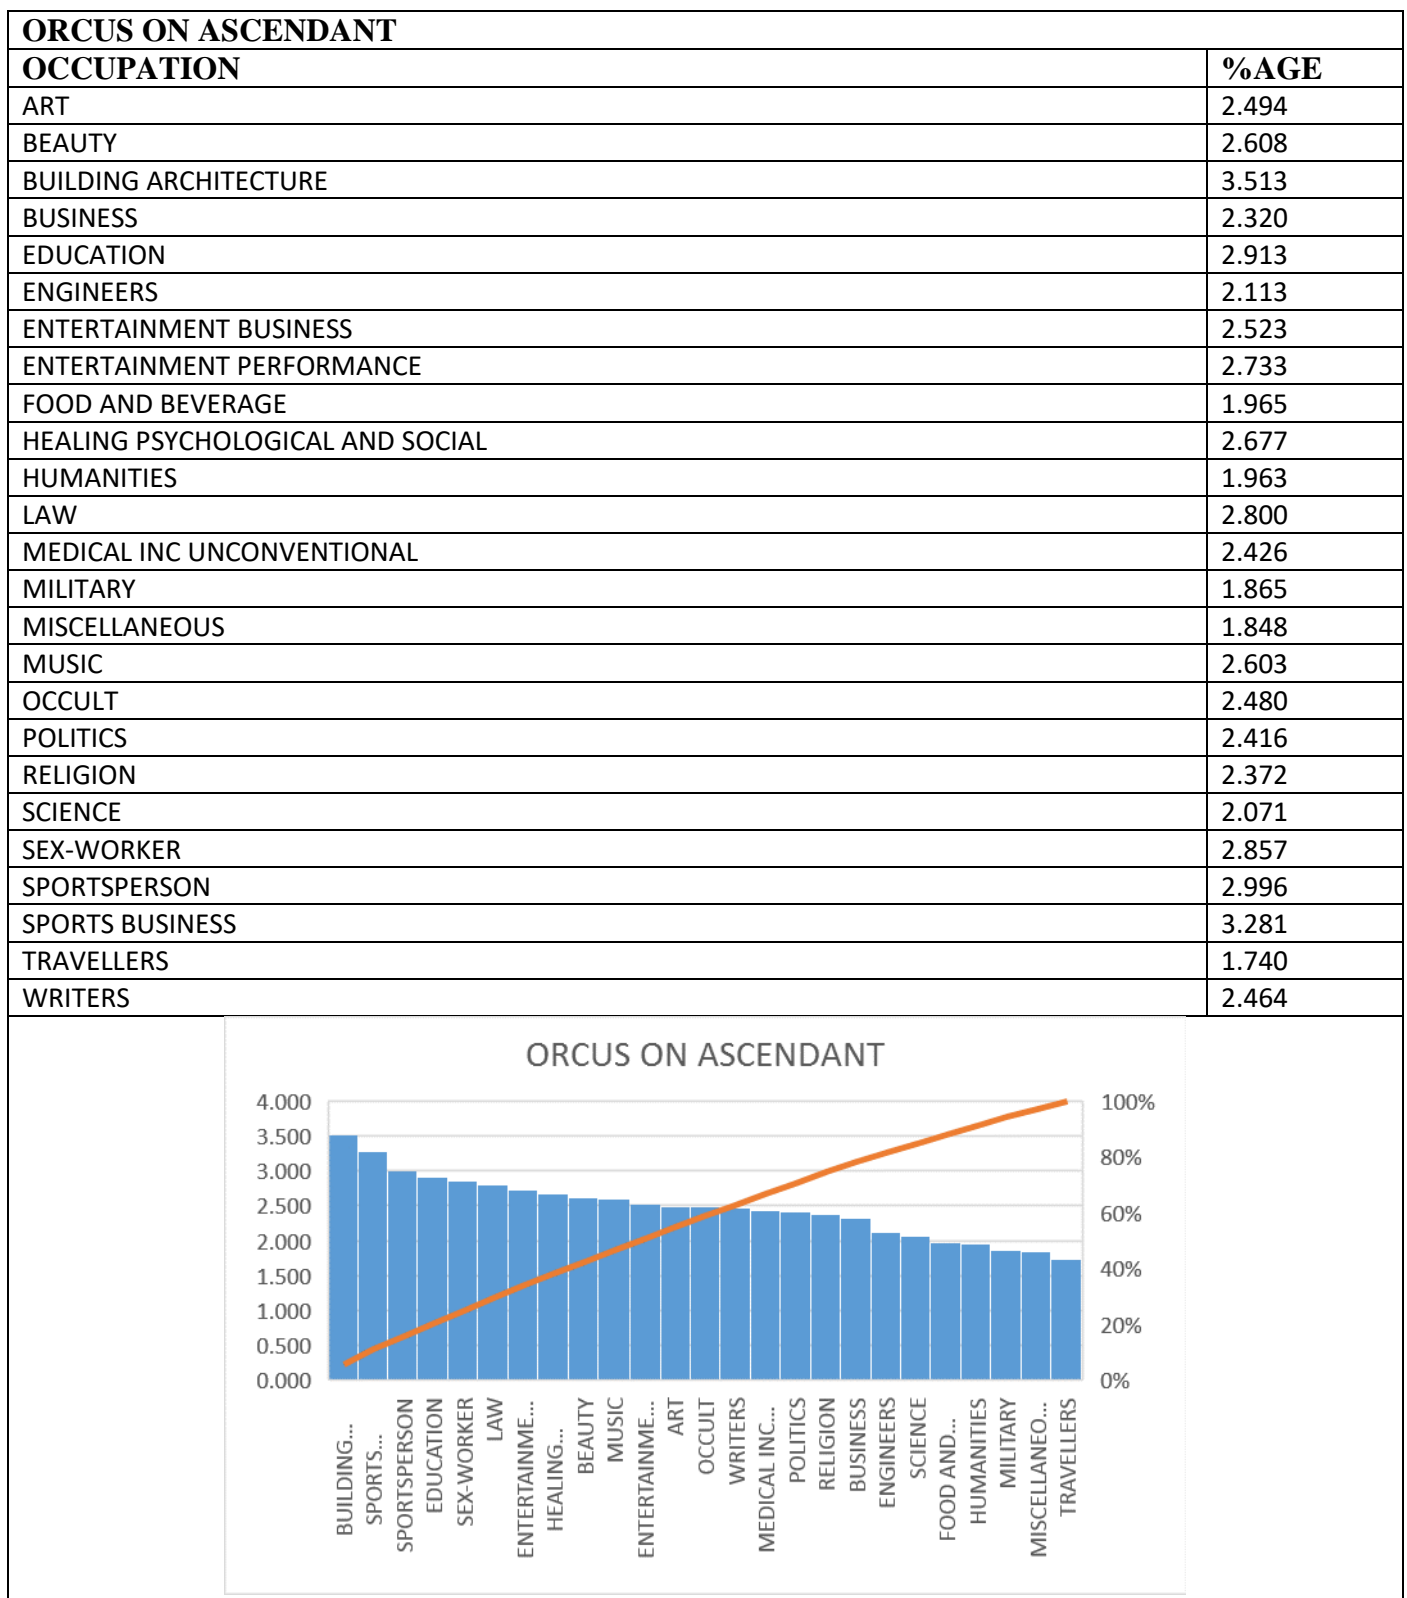 ORCUS ON ASCENDANT
OCCUPATION %AGE
ART 2.494
BEAUTY 2.608
BUILDING ARCHITECTURE 3.513
BUSINESS 2.320
EDUCATION 2.913
ENGINEERS 2.113
ENTERTAINMENT BUSINESS 2.523
ENTERTAINMENT PERFORMANCE 2.733
FOOD AND BEVERAGE 1.965
HEALING PSYCHOLOGICAL AND SOCIAL 2.677
HUMANITIES 1.963
LAW 2.800
MEDICAL INC UNCONVENTIONAL 2.426
MILITARY 1.865
MISCELLANEOUS 1.848
MUSIC 2.603
OCCULT 2.480
POLITICS 2.416
RELIGION 2.372
SCIENCE 2.071
SEX-WORKER 2.857
SPORTSPERSON 2.996
SPORTS BUSINESS 3.281
TRAVELLERS 1.740
WRITERS 2.464
ORCUS ON ASCENDANT
4.000
3.500
3.000
2.500
2.000
1.500
1.000
0.500
0.000
100%
80%
60%
40%
20%
0%
BUILDING...
SPORTS...
SPORTSPERSON
EDUCATION
SEX-WORKER
LAW
ENTERTAINME...
HEALING...
BEAUTY
MUSIC
ENTERTAINME...
ART
OCCULT
WRITERS
MEDICAL INC...
POLITICS
RELIGION
BUSINESS
ENGINEERS
SCIENCE
FOOD AND...
HUMANITIES
MILITARY
MISCELLANEO...
TRAVELLERS